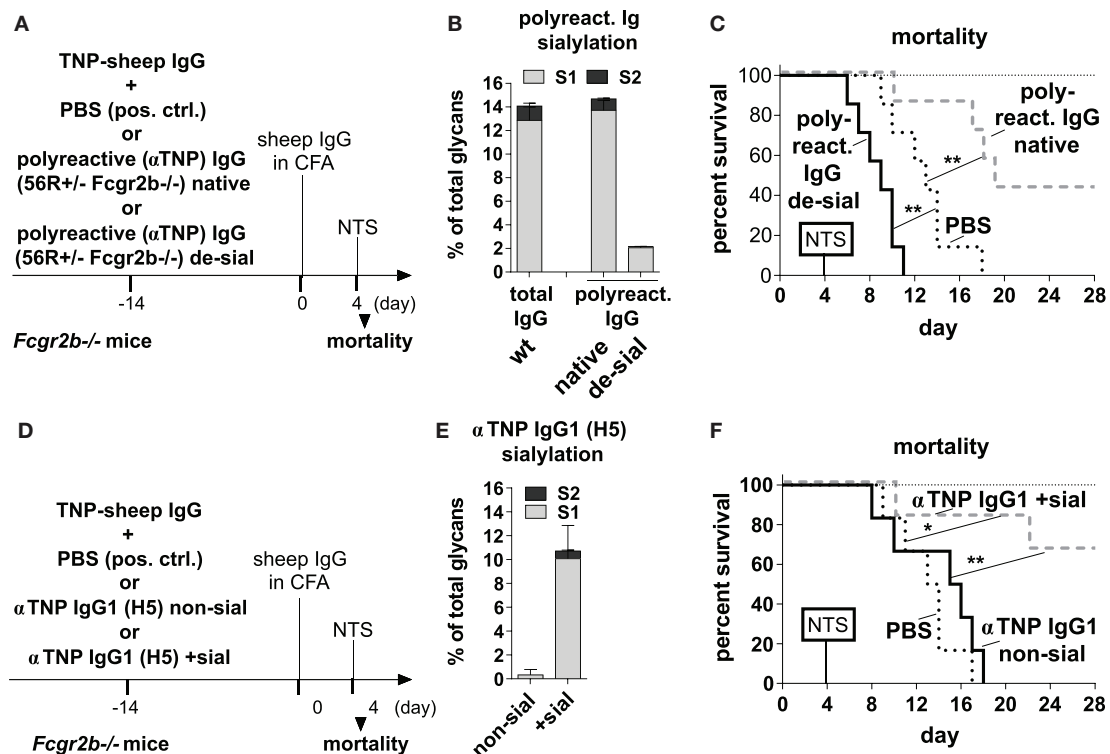 A
TNP-sheep IgG
+
PBS (pos. ctrl.)
or
polyreactive (αTNP) IgG
(56R+/- Fcgr2b-/-) native
or
polyreactive (αTNP) IgG
(56R+/- Fcgr2b-/-) de-sial
sheep IgG
in CFA
NTS
-14
0
4
(day)
Fcgr2b-/- mice
mortality
B
polyreact. Ig
sialylation
S1
S2
% of total glycans
16
14
12
10
8
6
4
2
0
total
IgG
polyreact.
IgG
wt
native
de-sial
C
mortality
percent survival
100
80
60
40
20
0
poly-
react.
IgG
de-sial
poly-
react. IgG
native
**
**
PBS
NTS
0
4
8
12
16
20
24
28
day
D
TNP-sheep IgG
+
PBS (pos. ctrl.)
or
αTNP IgG1 (H5) non-sial
or
αTNP IgG1 (H5) +sial
sheep IgG
in CFA
NTS
-14
0
4
(day)
Fcgr2b-/- mice
mortality
E
αTNP IgG1 (H5)
sialylation
S2
S1
% of total glycans
16
14
12
10
8
6
4
2
0
non-sial
+sial
F
mortality
percent survival
100
80
60
40
20
0
αTNP IgG1 +sial
*
**
NTS
PBS
αTNP IgG1
non-sial
0
4
8
12
16
20
24
28
day